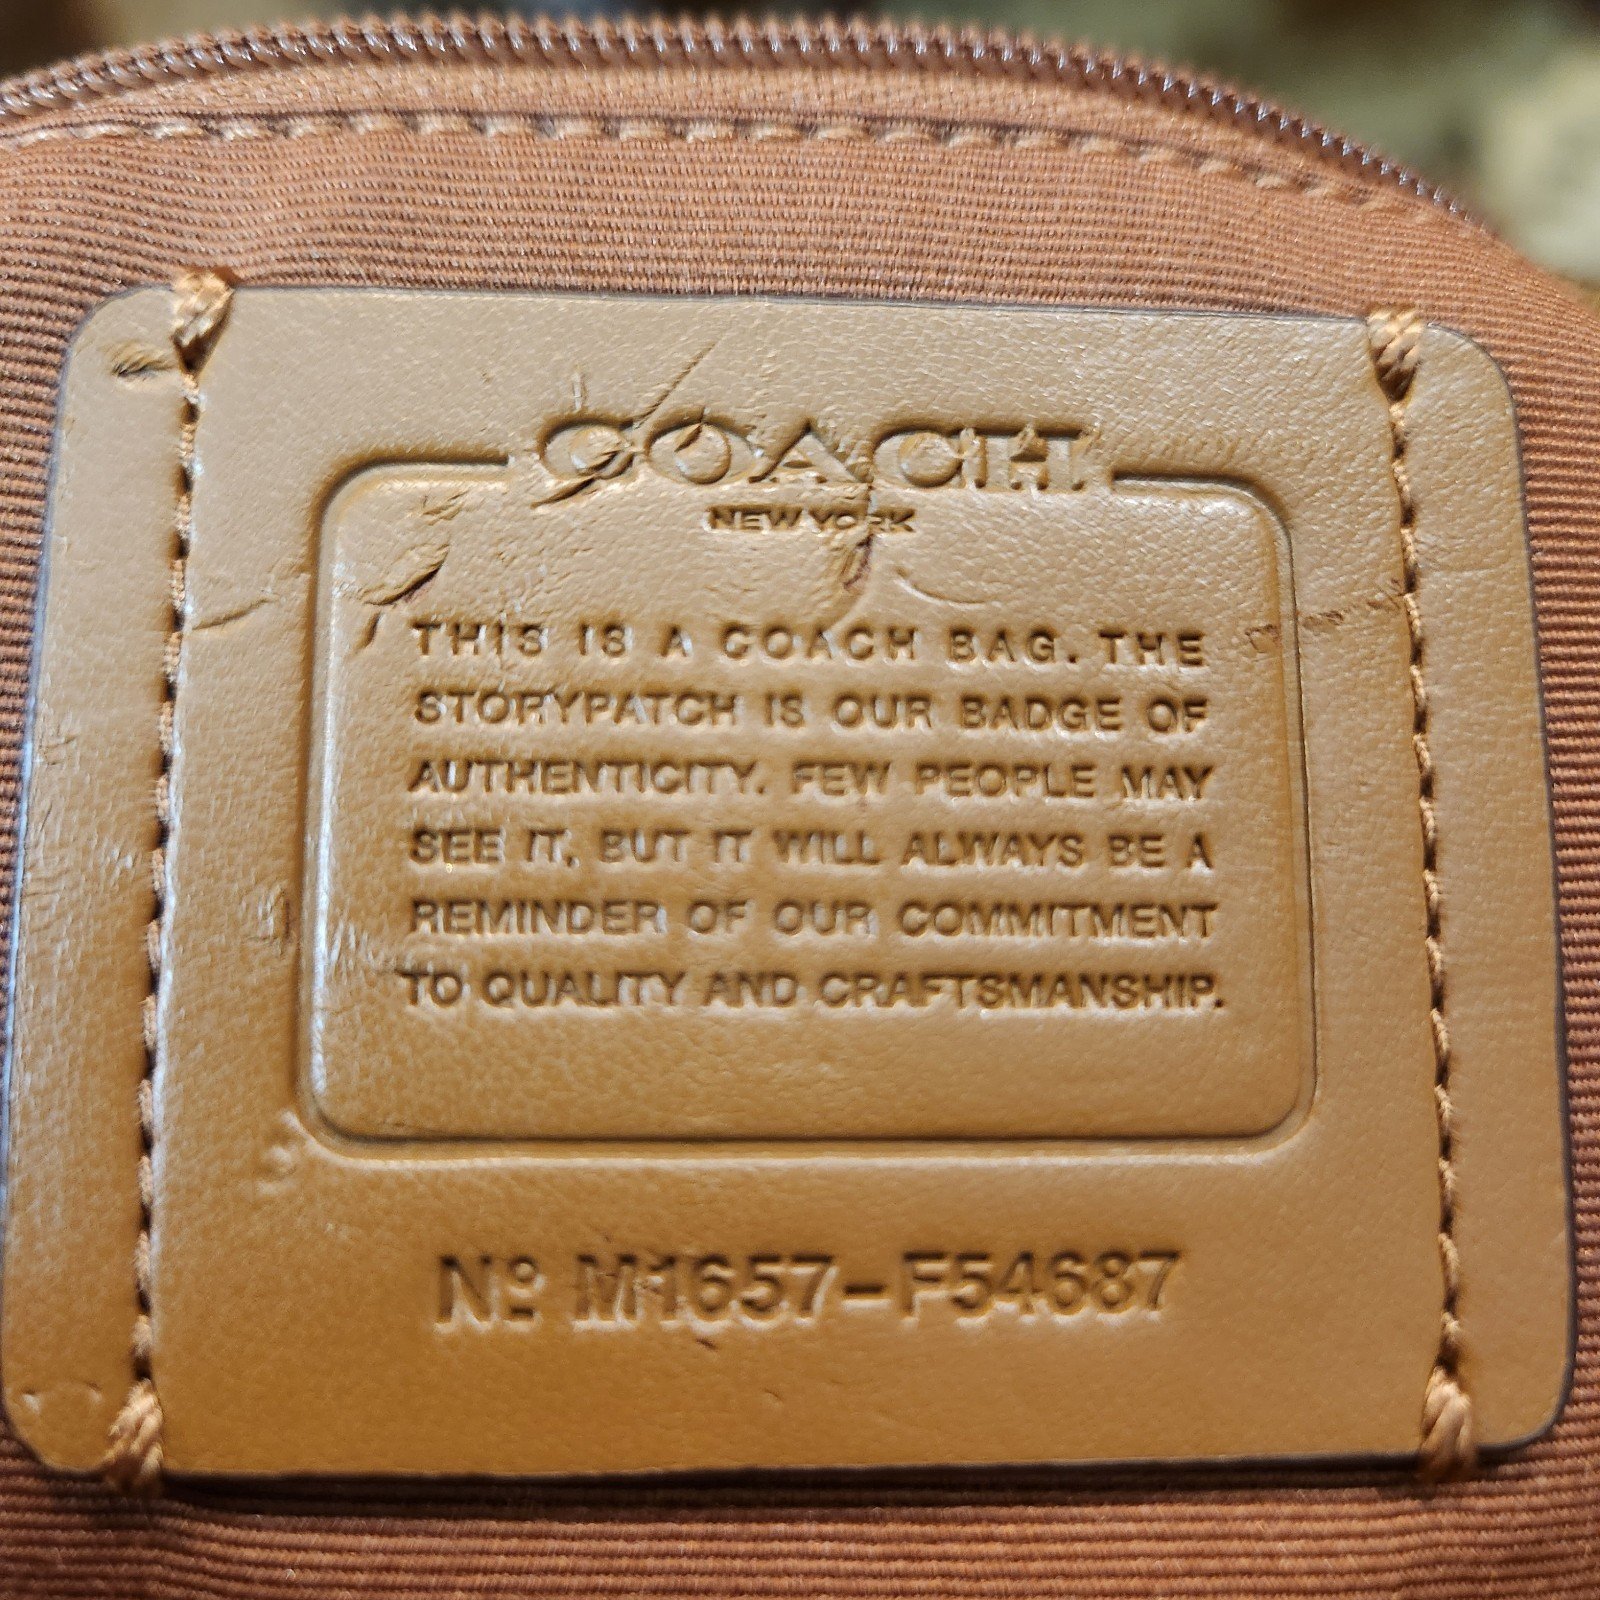 COACH
NEW YORK
THIS IS A COACH BAG. THE
STORYPATCH IS OUR BADGE OF
AUTHENTICITY. FEW PEOPLE MAY
SEE IT, BUT IT WILL ALWAYS BE A
REMINDER OF OUR COMMITMENT
TO QUALITY AND CRAFTSMANSHIP.
Nº M1657-F54687